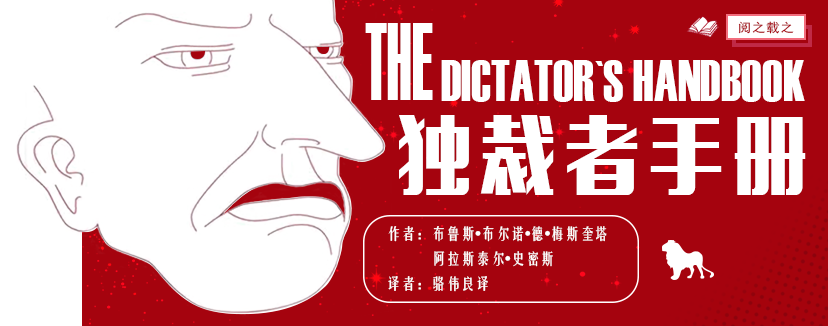 阅之载之
THE DICTATOR'S HANDBOOK
独裁者手册
作者：布鲁斯•布尔诺•德•梅斯奎塔
阿拉斯泰尔•史密斯
译者：骆伟良译